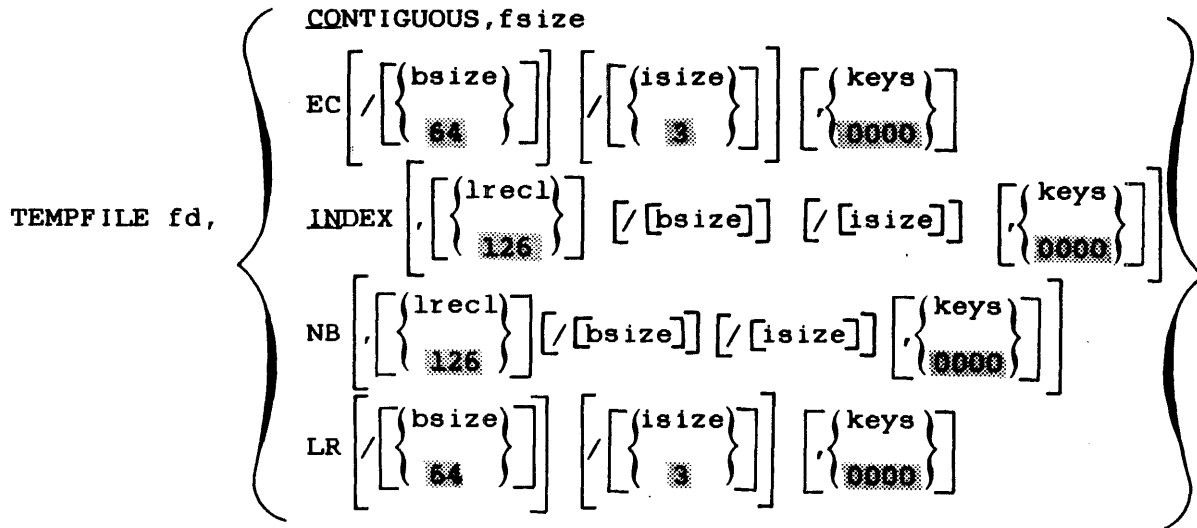 CONTIGUOUS,fsize
EC [/[{bsize / 64}]] [/[{isize / 3}]] [,{keys / 0000}]
TEMPFILE fd, INDEX [,[{lrecl / 126}] [/[bsize]] [/[isize]] [,{keys / 0000}]]
NB [,[{lrecl / 126}] [/[bsize]] [/[isize]] [,{keys / 0000}]]
LR [/[{bsize / 64}]] [/[{isize / 3}]] [,{keys / 0000}]